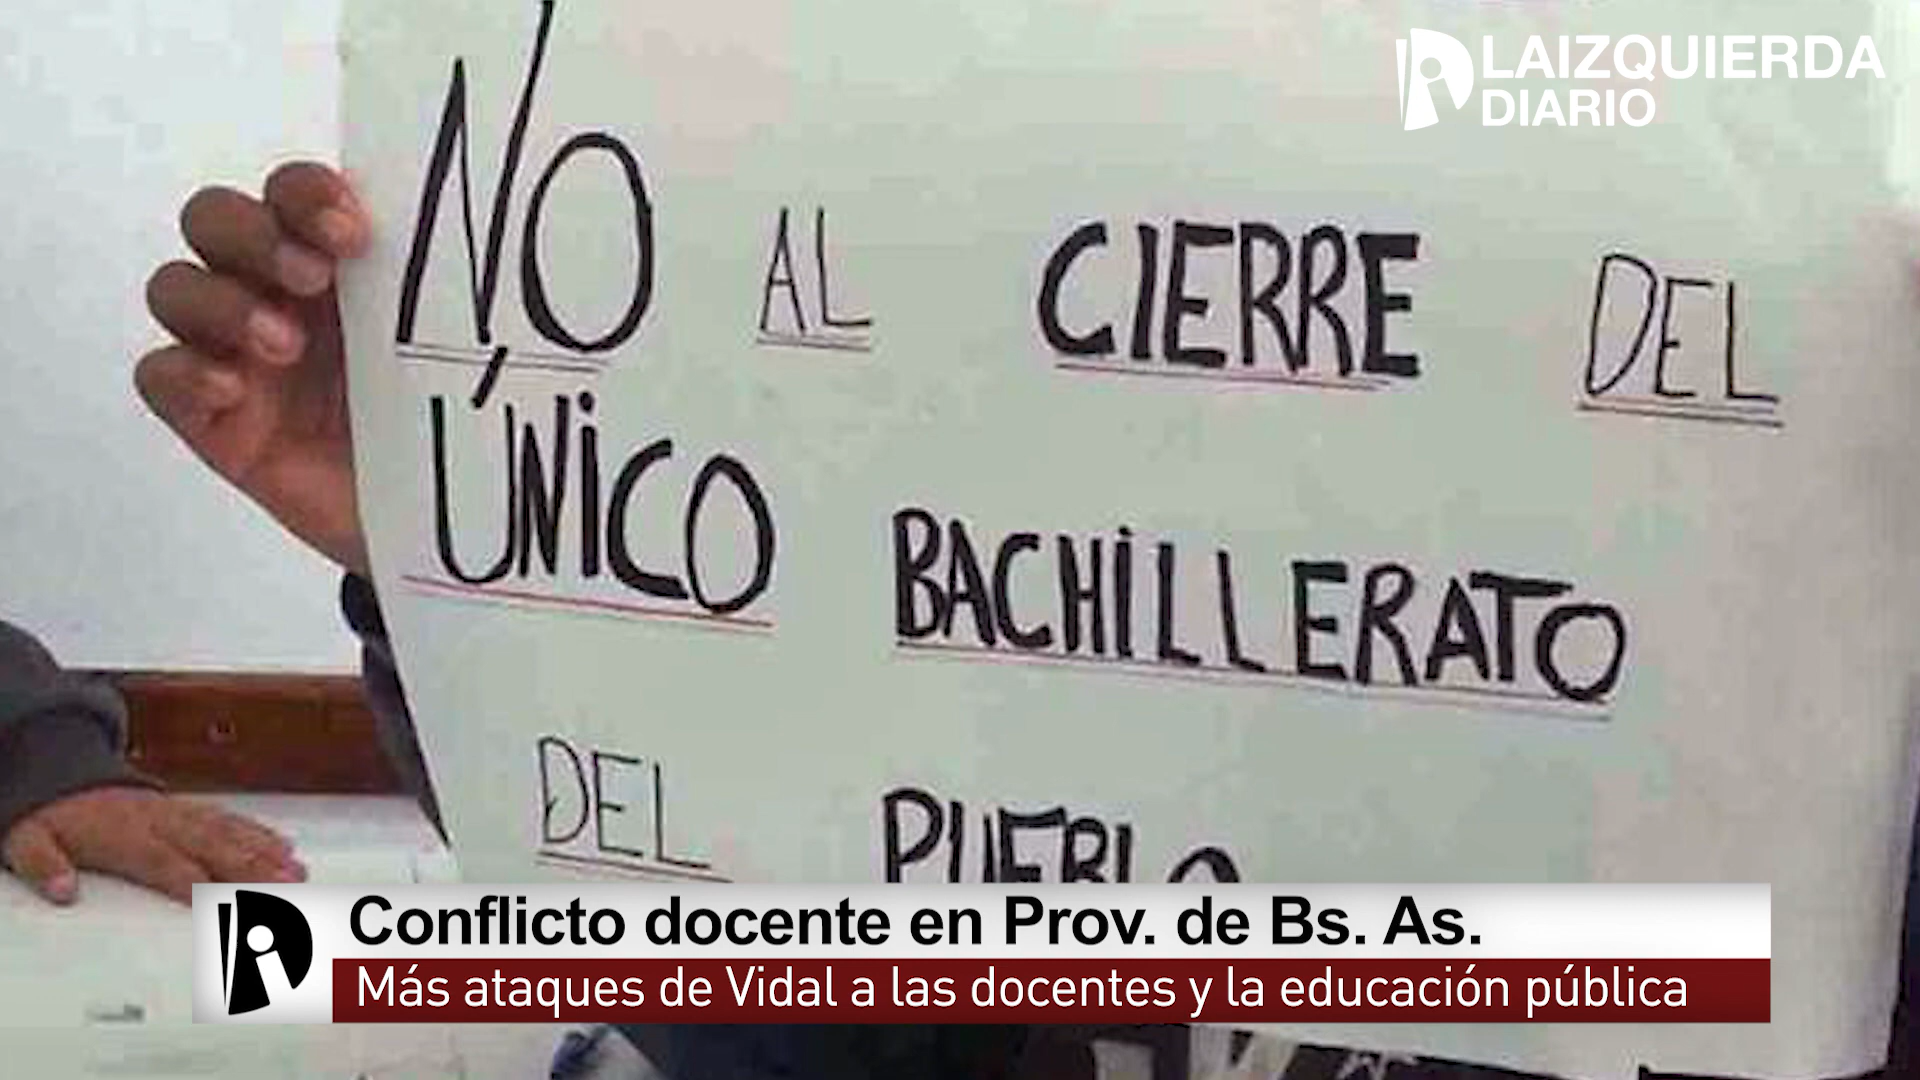 LAIZQUIERDA
DIARIO
NO AL CIERRE DEL
ÚNICO BACHILLERATO
DEL PUEBLO
Conflicto docente en Prov. de Bs. As.
Más ataques de Vidal a las docentes y la educación pública